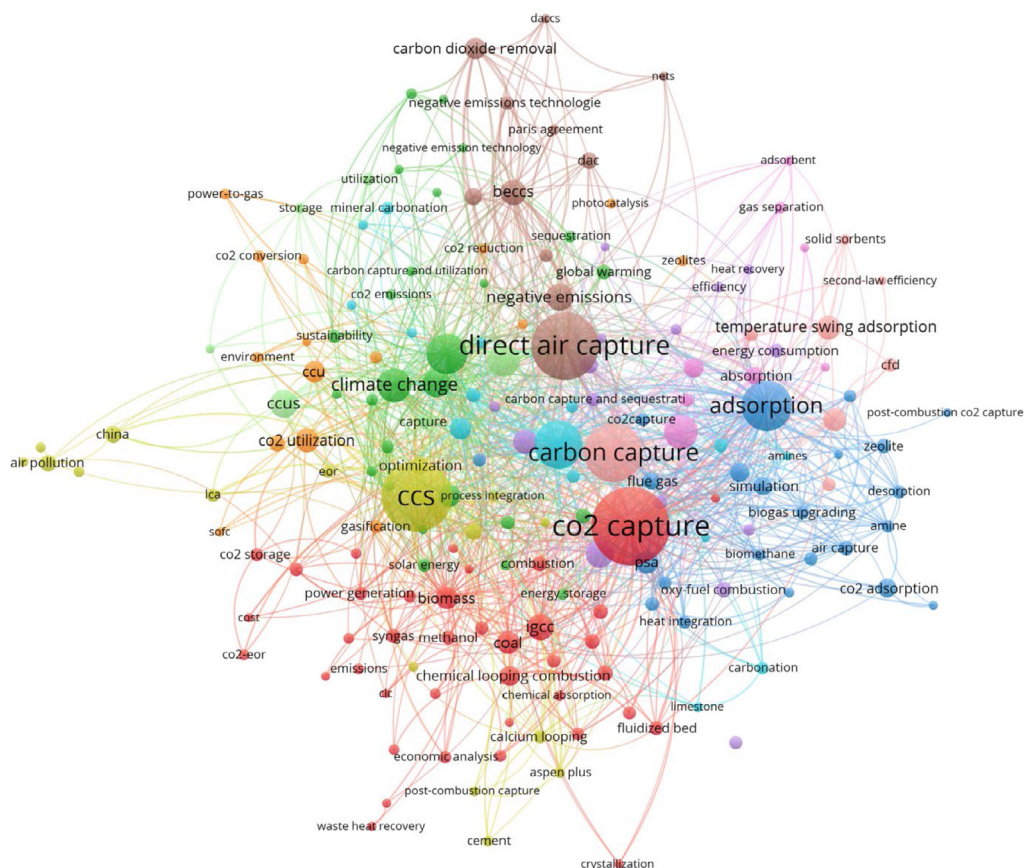 daccs
carbon dioxide removal
nets
negative emissions technologie
paris agreement
negative emission technology
dac
adsorbent
utilization
beccs
power-to-gas
storage
mineral carbonation
photocatalysis
gas separation
sequestration
solid sorbents
co2 reduction
co2 conversion
zeolites
carbon capture and utilization
global warming
heat recovery
second-law efficiency
co2 emissions
negative emissions
efficiency
sustainability
temperature swing adsorption
direct air capture
energy consumption
environment
ccu
climate change
absorption
cfd
carbon capture and sequestrati
ccus
adsorption
post-combustion co2 capture
capture
co2capture
china
co2 utilization
zeolite
carbon capture
amines
air pollution
eor
optimization
flue gas
simulation
desorption
lca
ccs
process integration
biogas upgrading
amine
sofc
gasification
co2 capture
co2 storage
biomethane
air capture
solar energy
combustion
psa
power generation
biomass
energy storage
oxy-fuel combustion
co2 adsorption
cost
heat integration
syngas
methanol
igcc
coal
co2-eor
emissions
chemical looping combustion
carbonation
clc
chemical absorption
limestone
fluidized bed
calcium looping
economic analysis
aspen plus
post-combustion capture
waste heat recovery
cement
crystallization